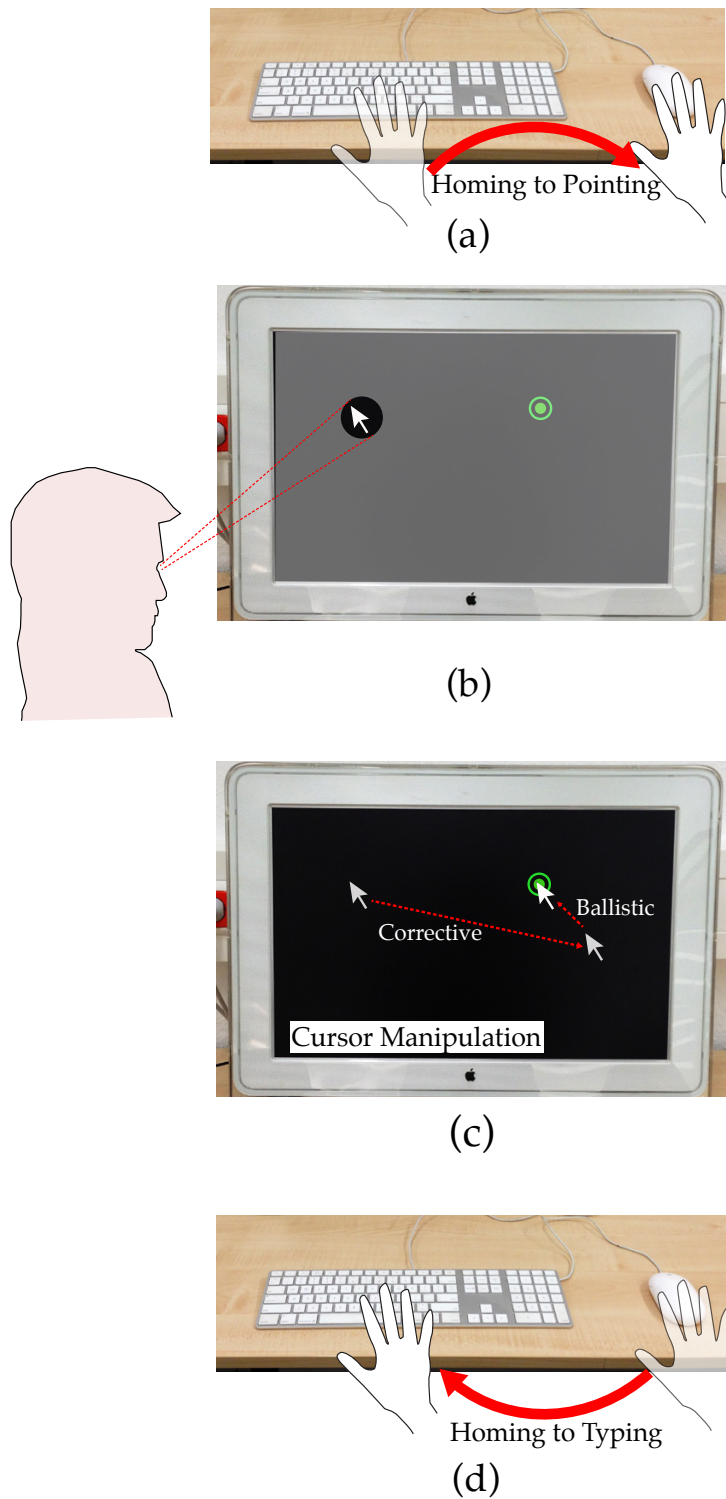 Homing to Pointing
(a)
(b)
Ballistic
Corrective
Cursor Manipulation
(c)
Homing to Typing
(d)